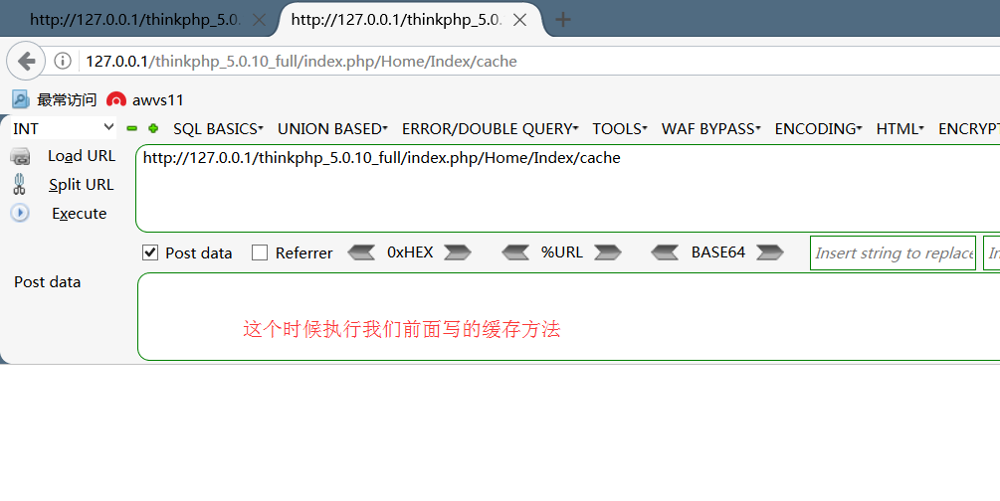 http://127.0.0.1/thinkphp_5.0. http://127.0.0.1/thinkphp_5.0.
127.0.0.1/thinkphp_5.0.10_full/index.php/Home/Index/cache
最常访问 awvs11
INT SQL BASICS UNION BASED ERROR/DOUBLE QUERY TOOLS WAF BYPASS ENCODING HTML ENCRYPT
Load URL http://127.0.0.1/thinkphp_5.0.10_full/index.php/Home/Index/cache
Split URL
Execute
Post data Referrer 0xHEX %URL BASE64 Insert string to replace In
Post data
这个时候执行我们前面写的缓存方法